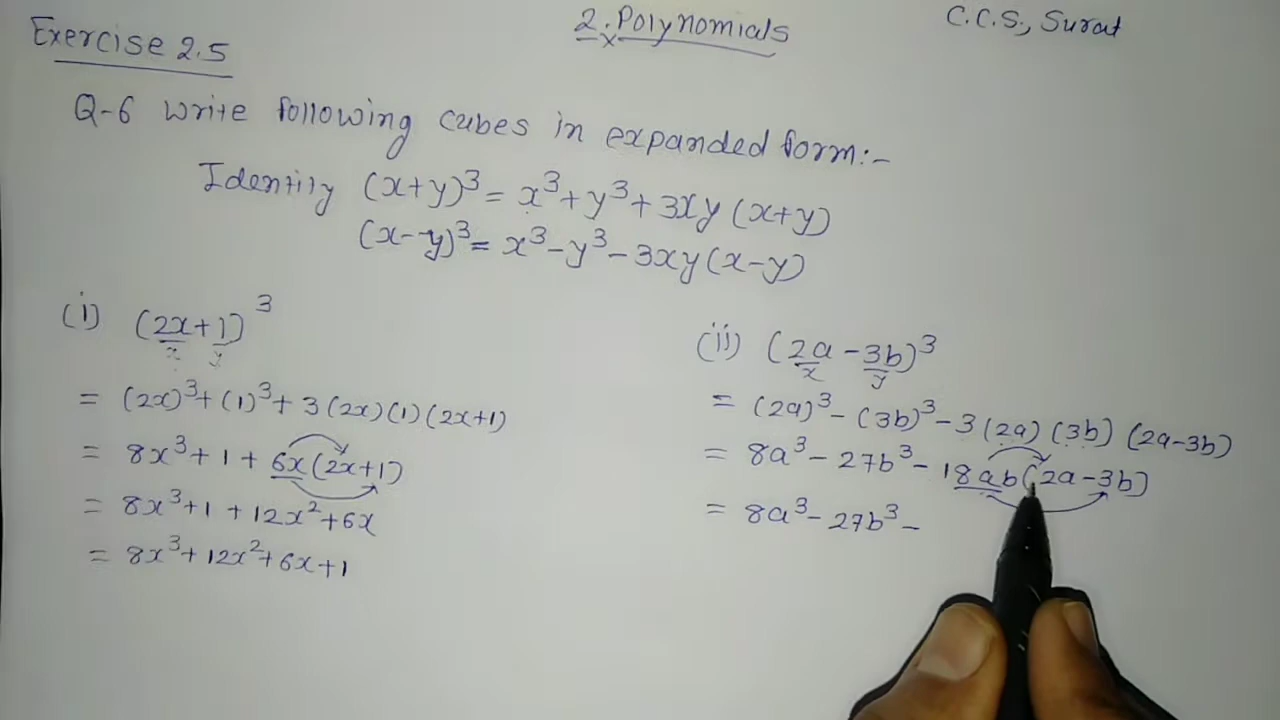 2. Polynomials
C.C.S., Surat
Exercise 2.5
Q-6 Write following cubes in expanded form:-
Identity (x+y)³ = x³+y³+3xy(x+y)
(x-y)³ = x³-y³-3xy(x-y)
(i) (2x+1)³
x y
= (2x)³+(1)³+3(2x)(1)(2x+1)
= 8x³+1+6x(2x+1)
= 8x³+1+12x²+6x
= 8x³+12x²+6x+1
(ii) (2a-3b)³
x y
= (2a)³-(3b)³-3(2a)(3b)(2a-3b)
= 8a³-27b³-18ab(2a-3b)
= 8a³-27b³-